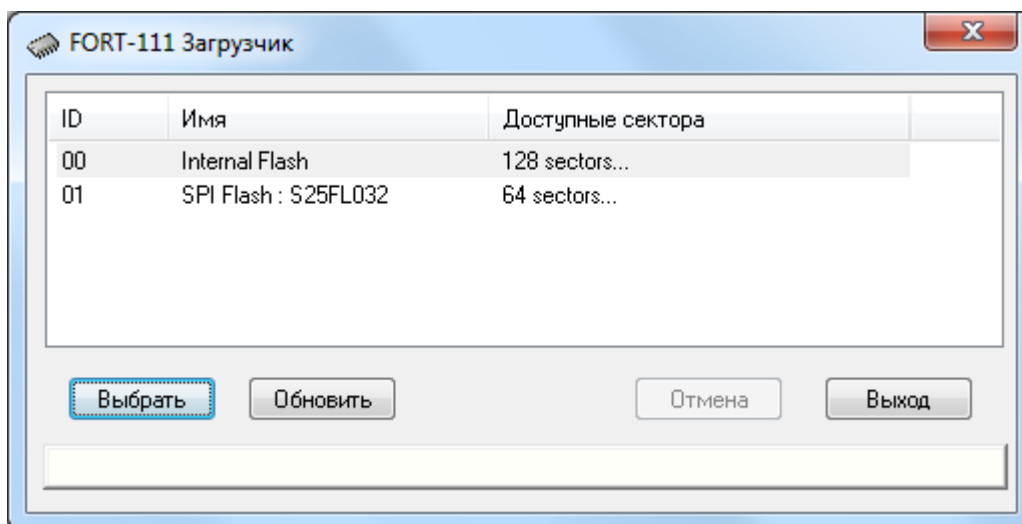 FORT-111 Загрузчик
ID Имя Доступные сектора
00 Internal Flash 128 sectors...
01 SPI Flash : S25FL032 64 sectors...
Выбрать Обновить Отмена Выход